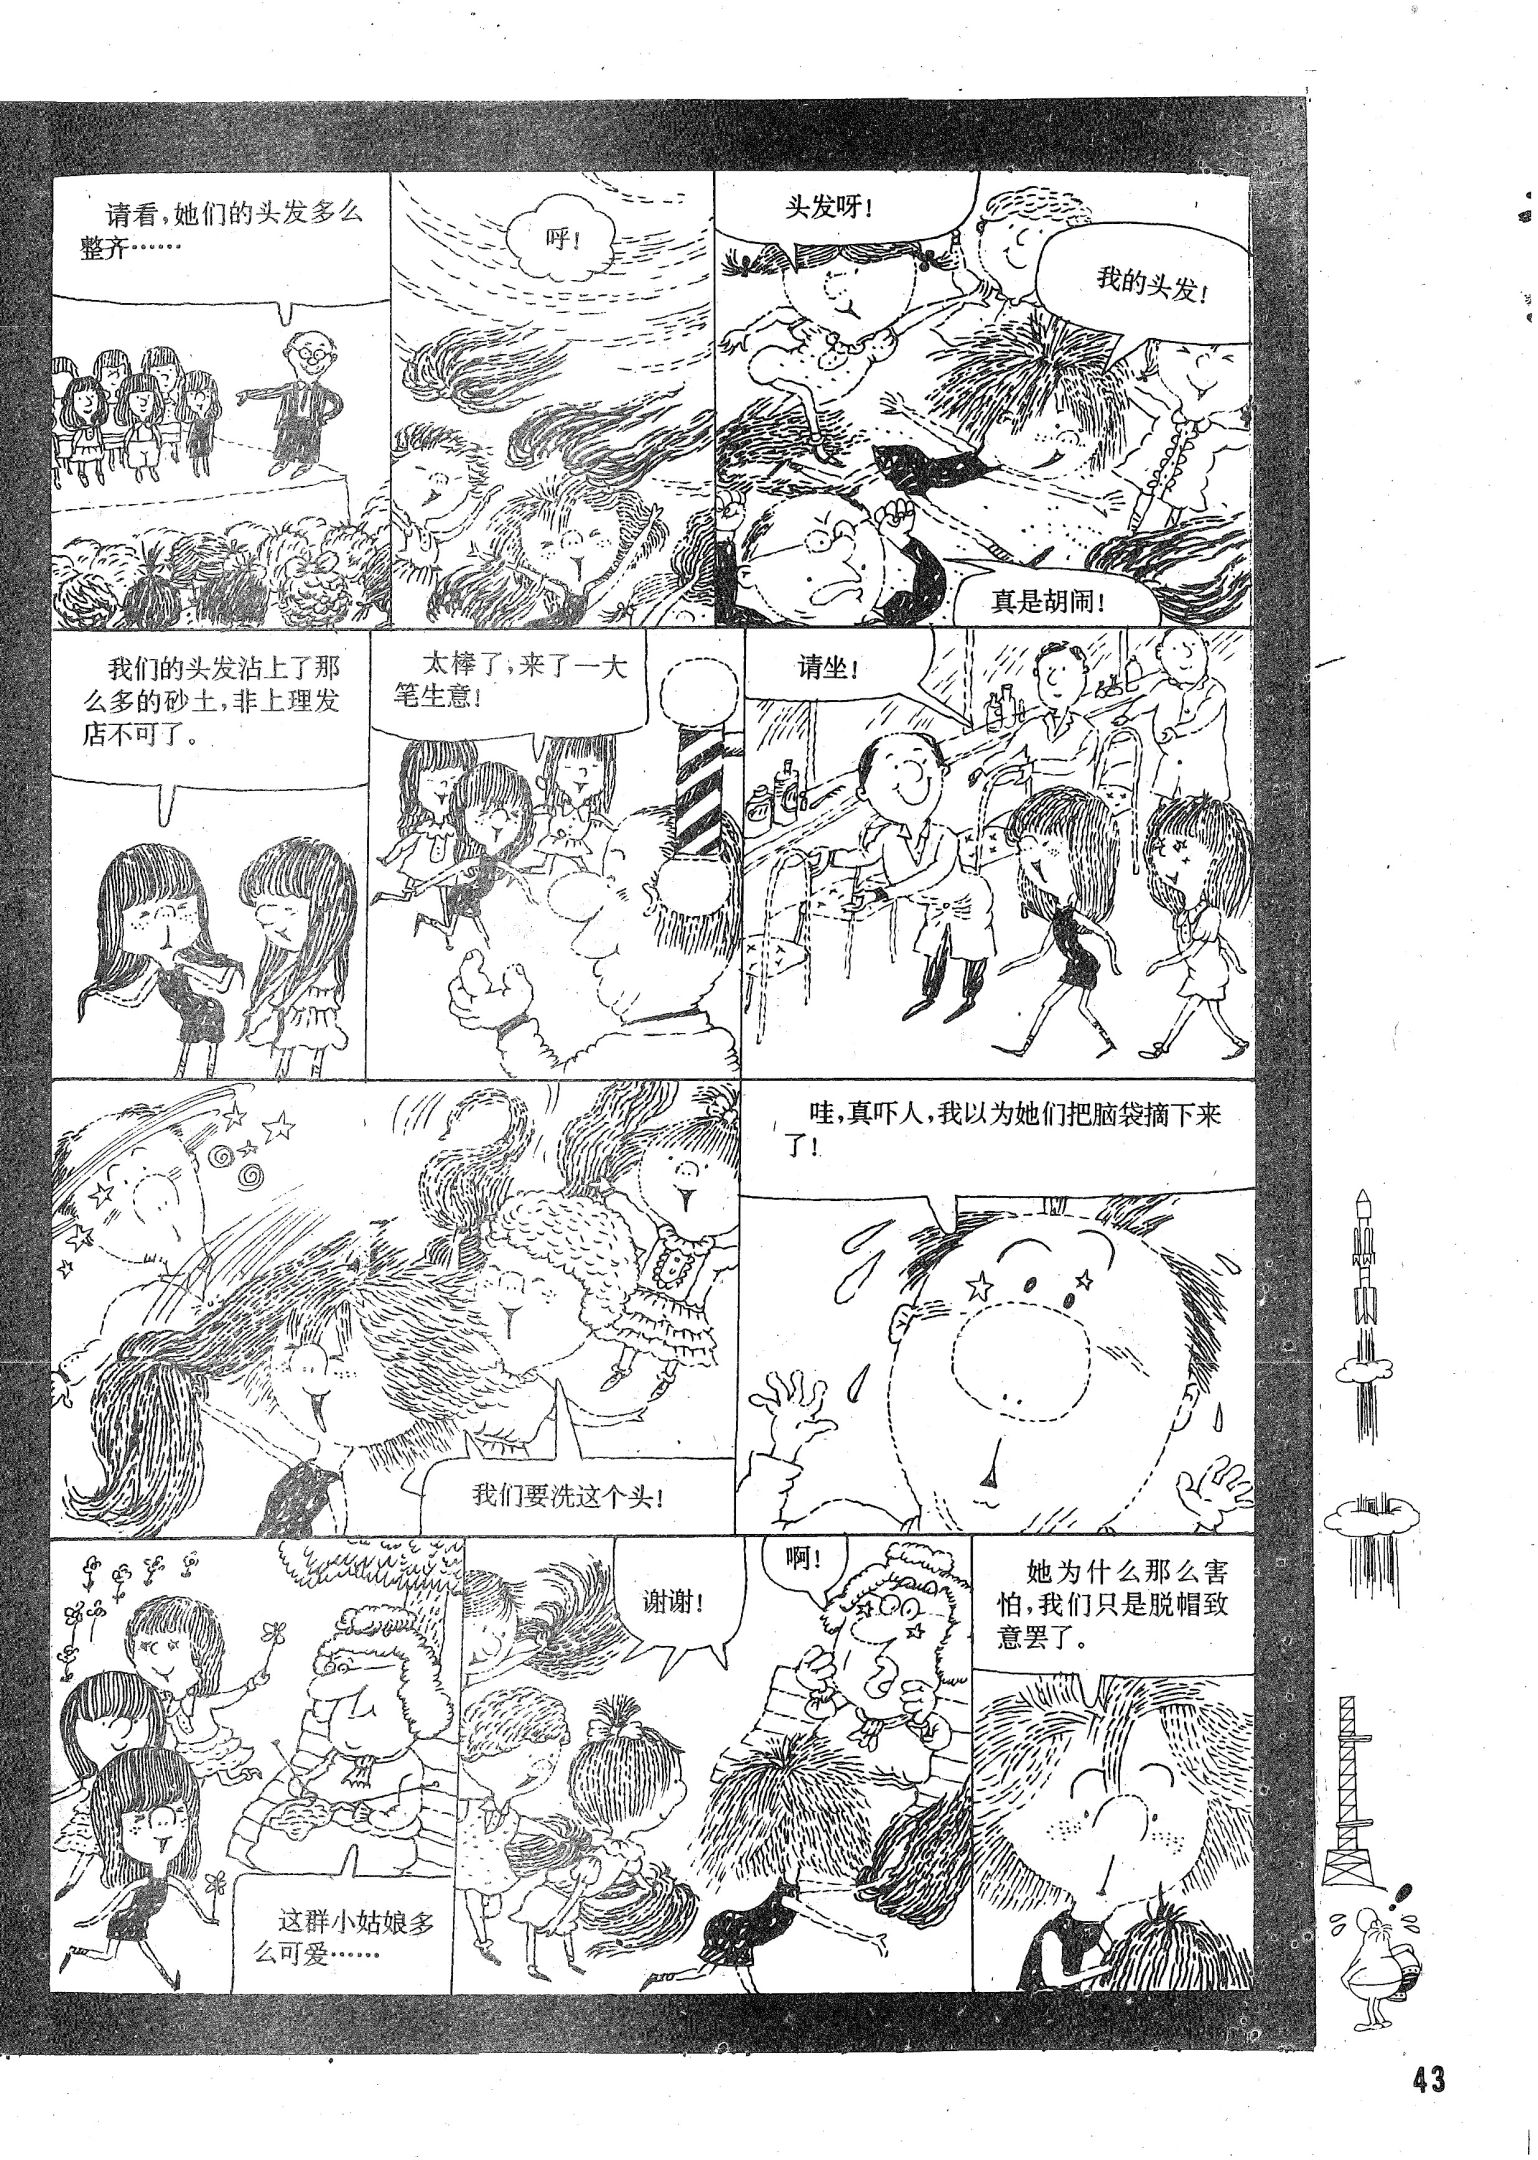 请看，她们的头发多么
整齐……
呼！
头发呀！
我的头发！
真是胡闹！
我们的头发沾上了那
么多的砂土，非上理发
店不可了。
太棒了，来了一大
笔生意！
请坐！
我们要洗这个头！
哇，真吓人，我以为她们把脑袋摘下来
了！
这群小姑娘多
么可爱……
谢谢！
啊！
她为什么那么害
怕，我们只是脱帽致
意罢了。
43